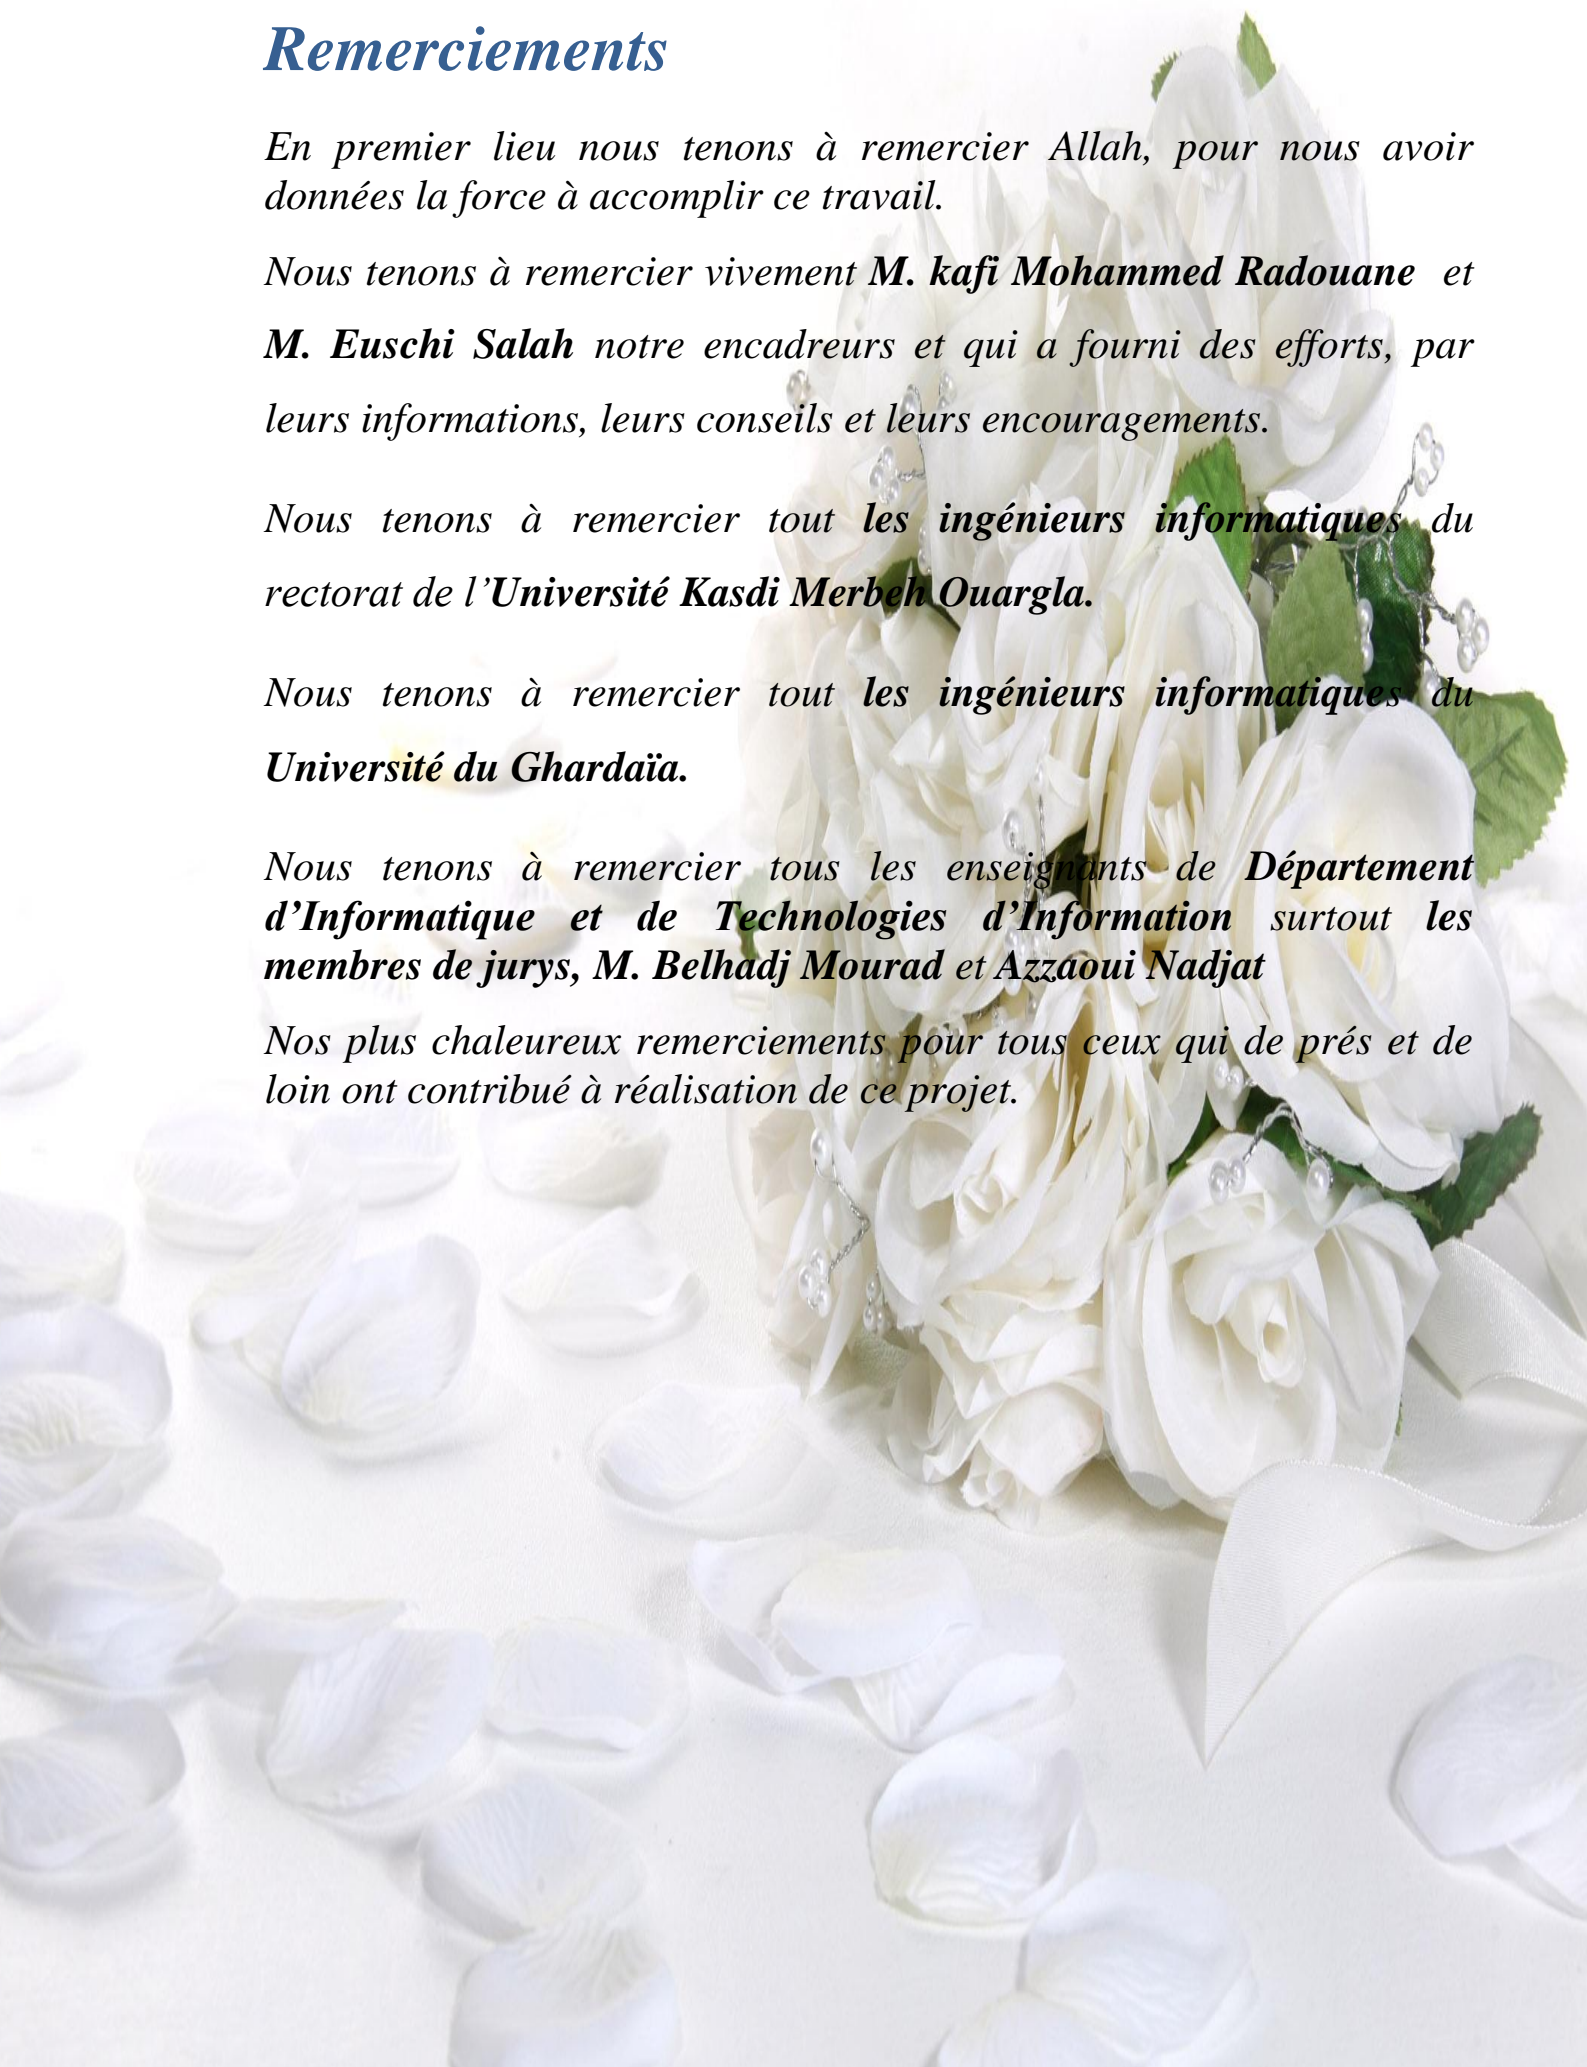 Remerciements
En premier lieu nous tenons à remercier Allah, pour nous avoir
données la force à accomplir ce travail.
Nous tenons à remercier vivement M. kafi Mohammed Radouane et
M. Euschi Salah notre encadreurs et qui a fourni des efforts, par
leurs informations, leurs conseils et leurs encouragements.
Nous tenons à remercier tout les ingénieurs informatiques du
rectorat de l’Université Kasdi Merbeh Ouargla.
Nous tenons à remercier tout les ingénieurs informatiques du
Université du Ghardaïa.
Nous tenons à remercier tous les enseignants de Département
d’Informatique et de Technologies d’Information surtout les
membres de jurys, M. Belhadj Mourad et Azzaoui Nadjat
Nos plus chaleureux remerciements pour tous ceux qui de prés et de
loin ont contribué à réalisation de ce projet.